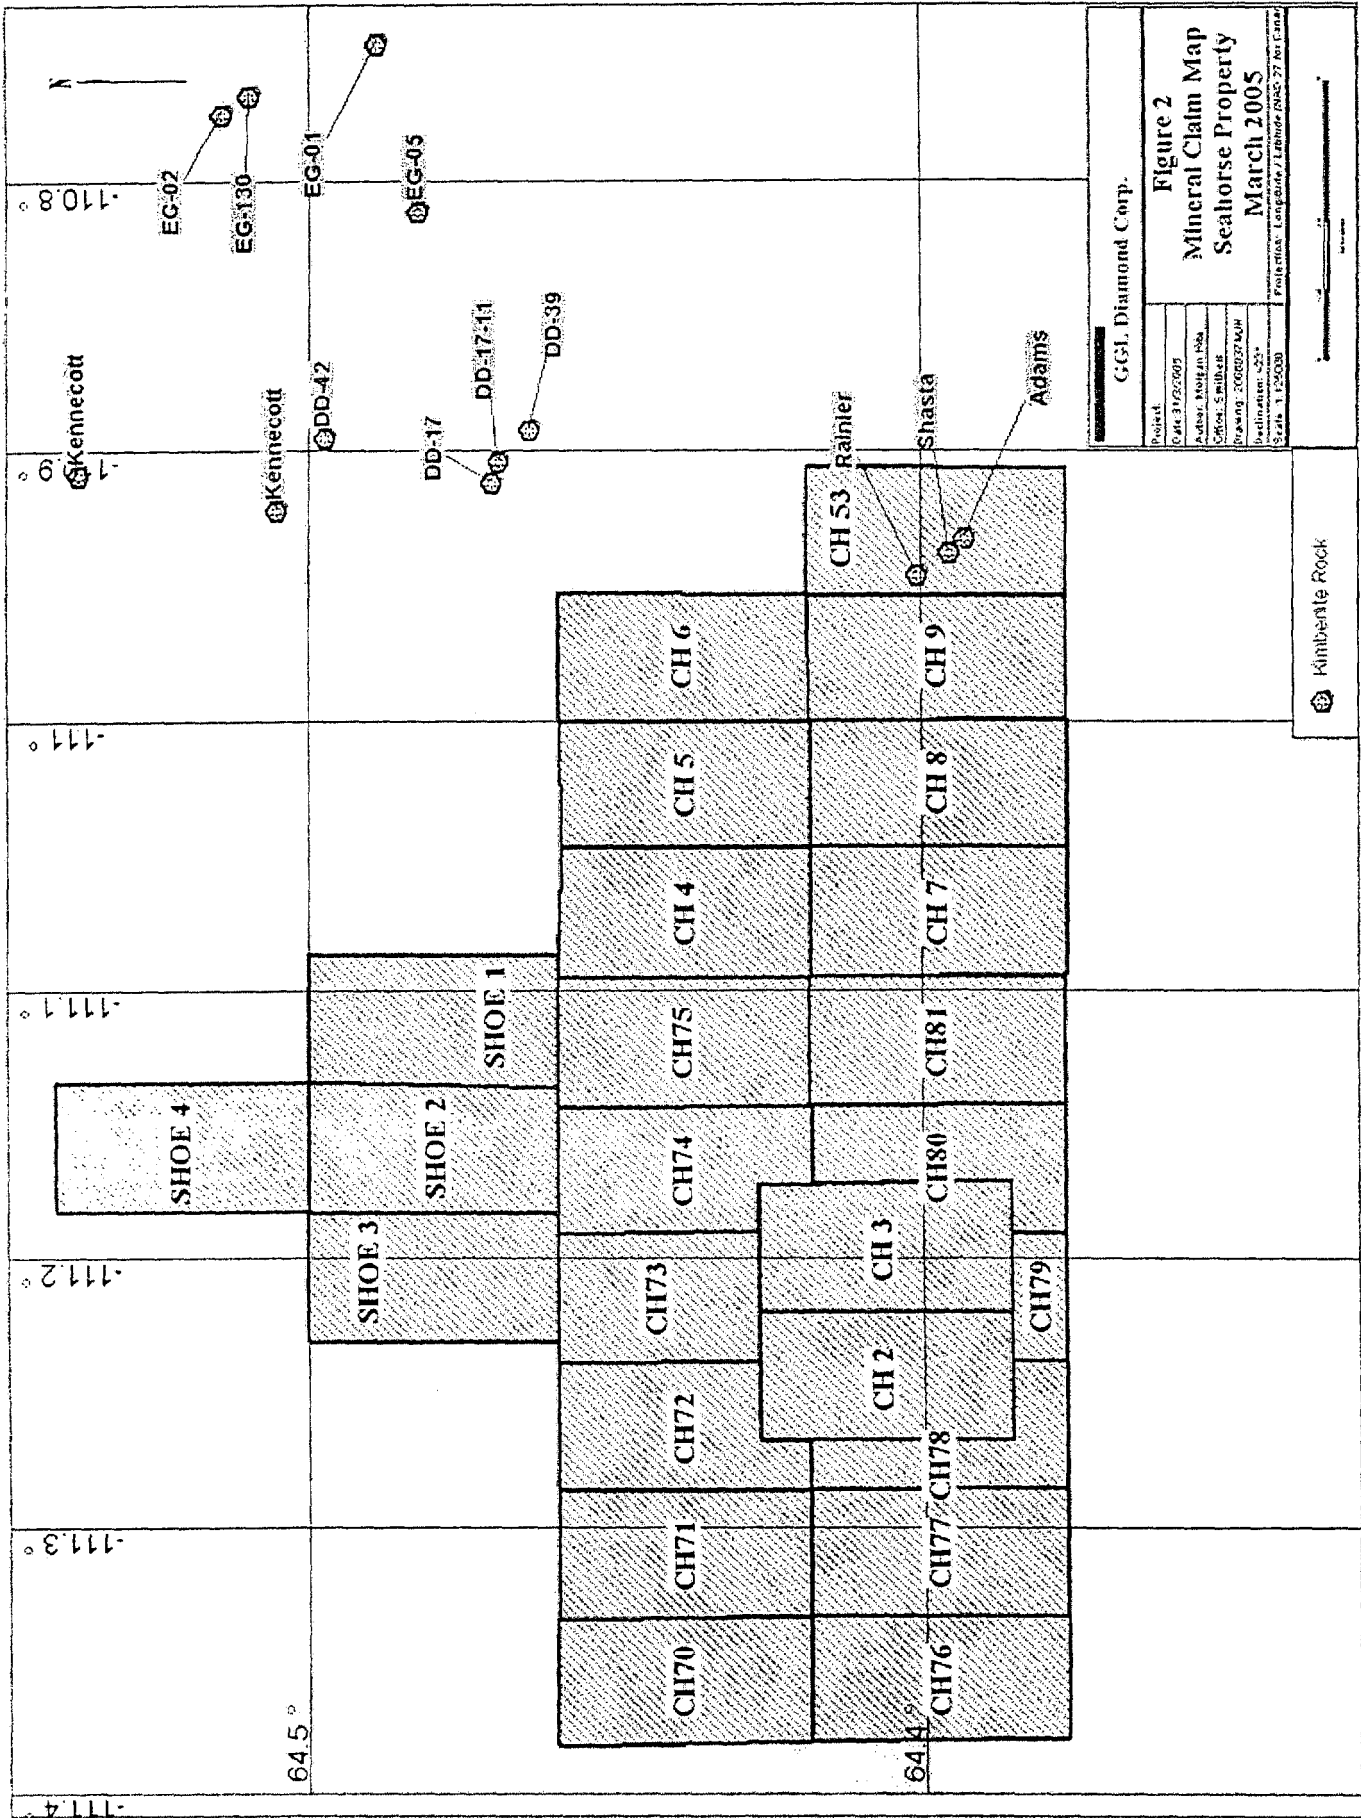 -111.4 °
-111.3 °
-111.2 °
-111.1 °
-111 °
-110.8 °
64.5 °
64.4 °
N
SHOE 4
SHOE 3
SHOE 2
SHOE 1
CH70
CH71
CH72
CH73
CH74
CH75
CH 4
CH 5
CH 6
CH76
CH77
CH78
CH79
CH80
CH81
CH 2
CH 3
CH 7
CH 8
CH 9
CH 53
Kennecott
Kennecott
DD-42
DD-17
DD-17-11
DD-39
EG-02
EG-130
EG-01
EG-05
Rainier
Shasta
Adams
Kimberlite Rock
GGL Diamond Corp.
Figure 2
Mineral Claim Map
Seahorse Property
March 2005
Project: